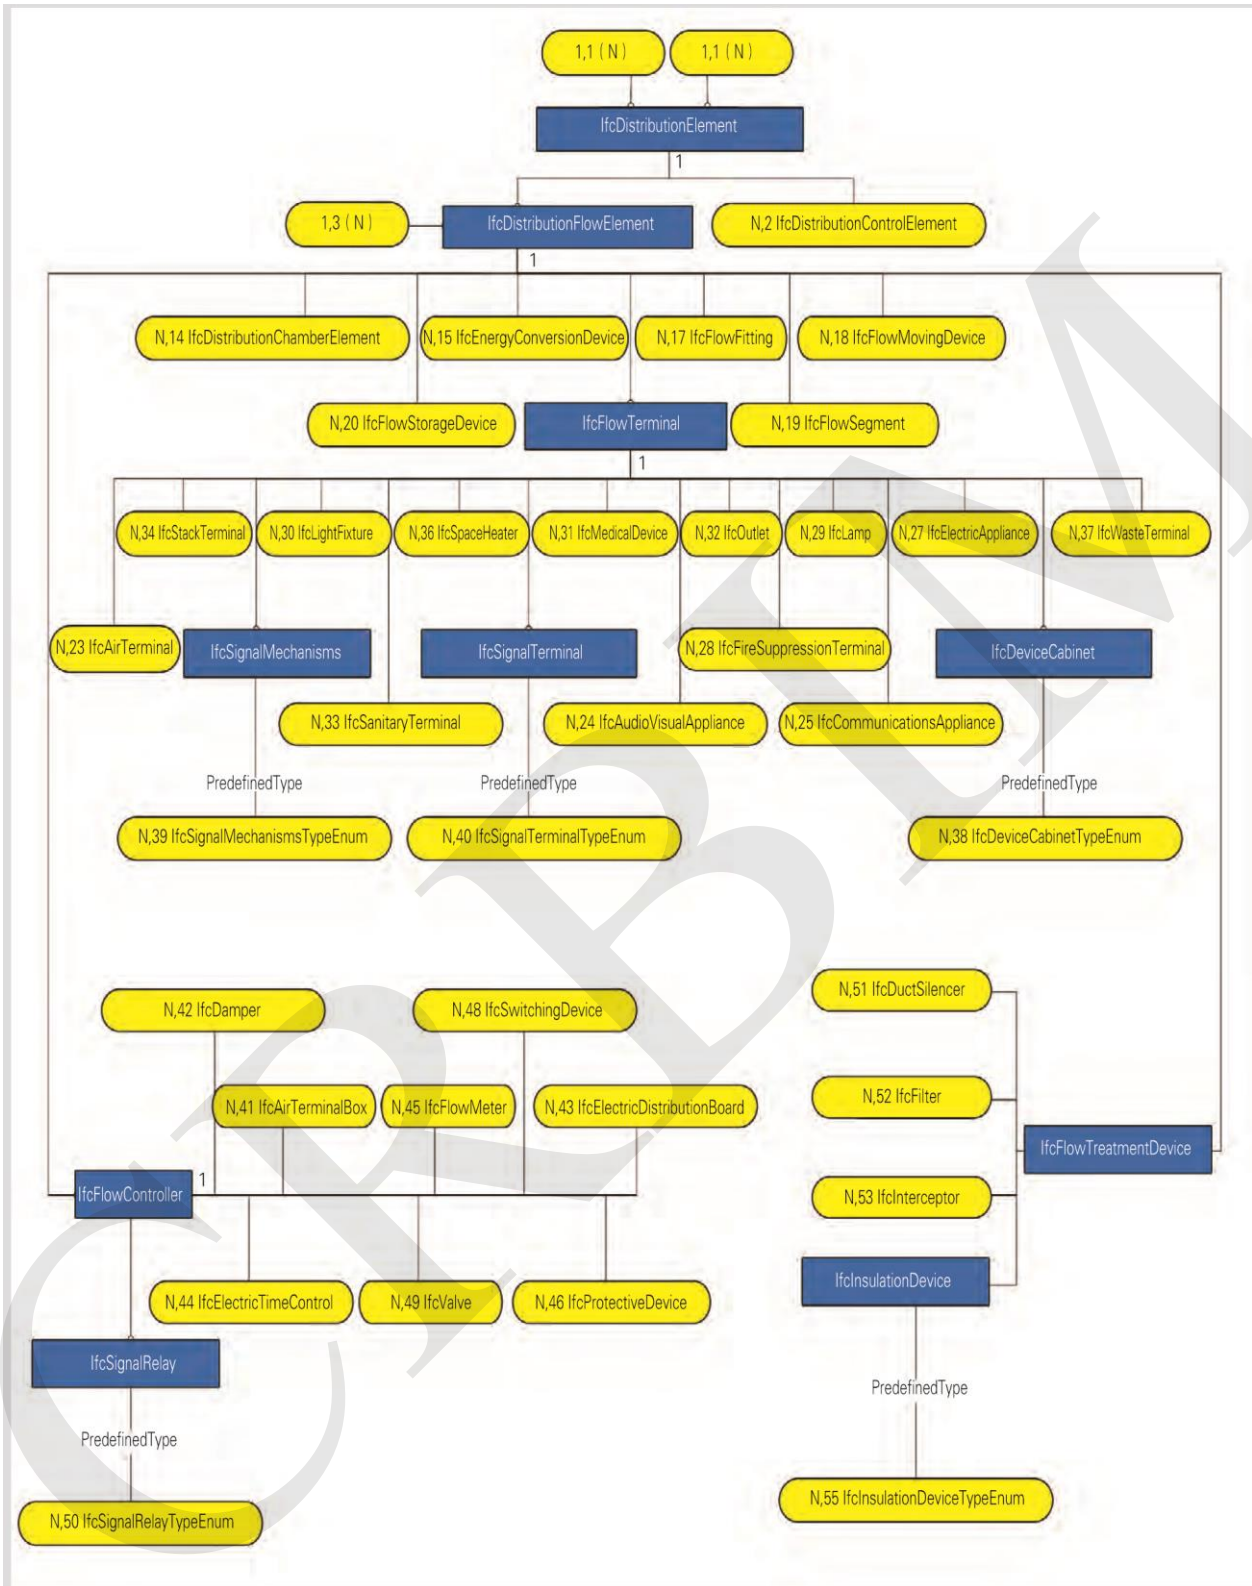 1,1 ( N )
1,1 ( N )
IfcDistributionElement
1
1,3 ( N )
IfcDistributionFlowElement
N,2 IfcDistributionControlElement
1
N,14 IfcDistributionChamberElement
N,15 IfcEnergyConversionDevice
N,17 IfcFlowFitting
N,18 IfcFlowMovingDevice
N,20 IfcFlowStorageDevice
IfcFlowTerminal
N,19 IfcFlowSegment
1
N,34 IfcStackTerminal
N,30 IfcLightFixture
N,36 IfcSpaceHeater
N,31 IfcMedicalDevice
N,32 IfcOutlet
N,29 IfcLamp
N,27 IfcElectricAppliance
N,37 IfcWasteTerminal
N,23 IfcAirTerminal
IfcSignalMechanisms
IfcSignalTerminal
N,28 IfcFireSuppressionTerminal
IfcDeviceCabinet
N,33 IfcSanitaryTerminal
N,24 IfcAudioVisualAppliance
N,25 IfcCommunicationsAppliance
PredefinedType
PredefinedType
PredefinedType
N,39 IfcSignalMechanismsTypeEnum
N,40 IfcSignalTerminalTypeEnum
N,38 IfcDeviceCabinetTypeEnum
N,42 IfcDamper
N,48 IfcSwitchingDevice
N,51 IfcDuctSilencer
N,41 IfcAirTerminalBox
N,45 IfcFlowMeter
N,43 IfcElectricDistributionBoard
N,52 IfcFilter
IfcFlowTreatmentDevice
IfcFlowController
1
N,53 IfcInterceptor
IfcInsulationDevice
N,44 IfcElectricTimeControl
N,49 IfcValve
N,46 IfcProtectiveDevice
IfcSignalRelay
PredefinedType
PredefinedType
N,55 IfcInsulationDeviceTypeEnum
N,50 IfcSignalRelayTypeEnum
CRBIM